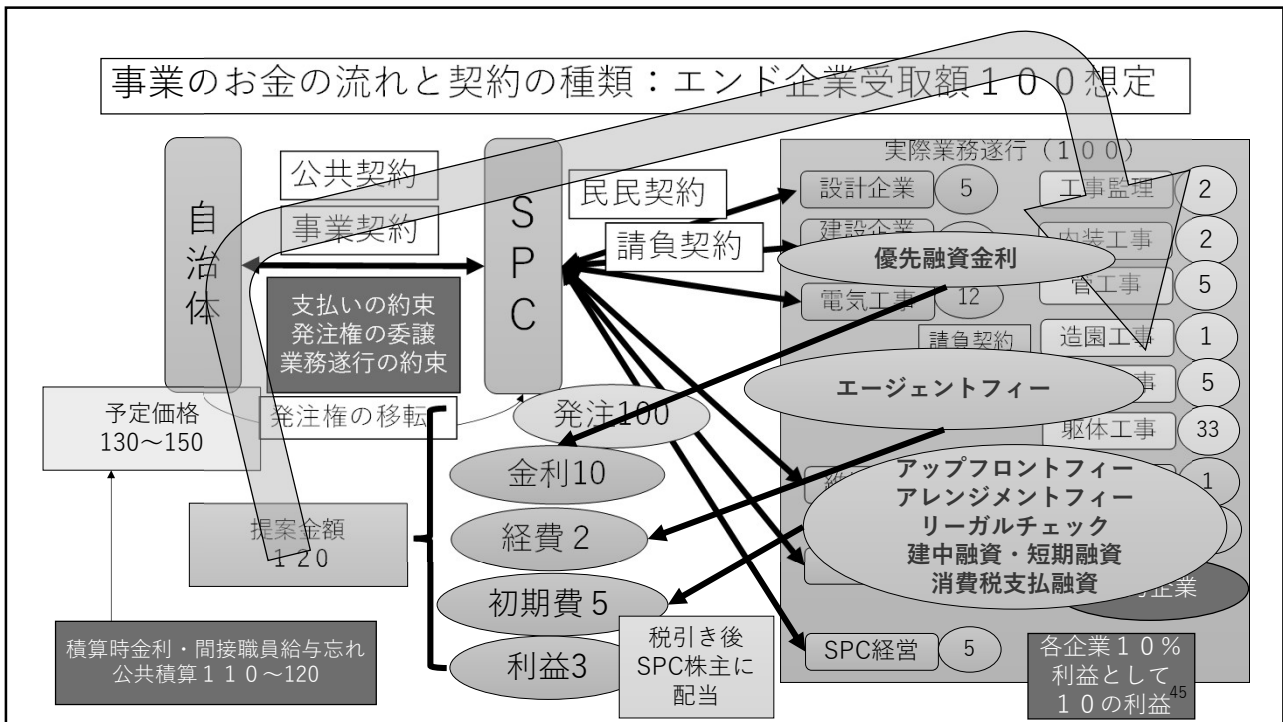 事業のお金の流れと契約の種類：エンド企業受取額１００想定
自治体
公共契約
事業契約
支払いの約束
発注権の委譲
業務遂行の約束
SPC
民民契約
請負契約
発注権の移転
予定価格
130～150
提案金額
１20
積算時金利・間接職員給与忘れ
公共積算１１０～120
発注100
金利10
経費２
初期費５
利益3
税引き後
SPC株主に
配当
実際業務遂行（１００）
設計企業
5
建設企業
電気工事
12
請負契約
工事監理
2
内装工事
2
管工事
5
造園工事
1
事
5
躯体工事
33
1
優先融資金利
エージェントフィー
アップフロントフィー
アレンジメントフィー
リーガルチェック
建中融資・短期融資
消費税支払融資
企業
SPC経営
5
各企業１０％
利益として
１０の利益
45